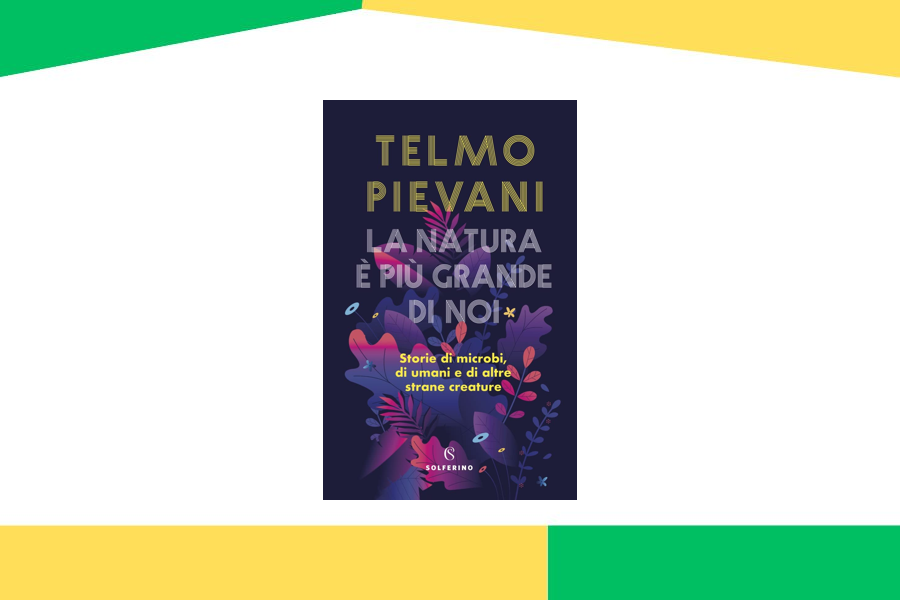 TELMO
PIEVANI
LA NATURA
È PIÙ GRANDE
DI NOI
Storie di microbi,
di umani e di altre
strane creature
SOLFERINO